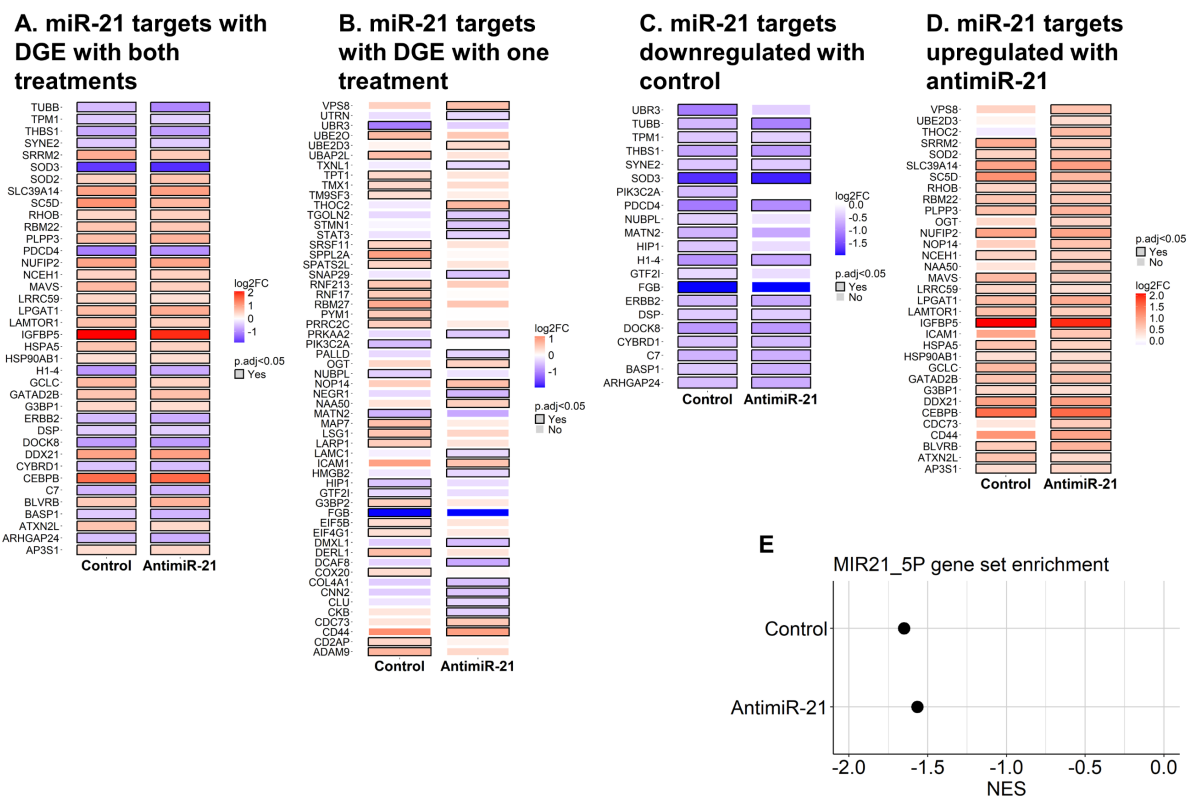 A. miR-21 targets with
DGE with both
treatments
TUBB
TPM1
THBS1
SYNE2
SRRM2
SOD3
SOD2
SLC39A14
SC5D
RHOB
RBM22
PLPP3
PDCD4
NUFIP2
NCEH1
MAVS
LRRC59
LPGAT1
LAMTOR1
IGFBP5
HSPA5
HSP90AB1
H1-4
GCLC
GATAD2B
G3BP1
ERBB2
DSP
DOCK8
DDX21
CYBRD1
CEBPB
C7
BLVRB
BASP1
ATXN2L
ARHGAP24
AP3S1
Control AntimiR-21
log2FC
2
1
0
-1
p.adj<0.05
Yes
B. miR-21 targets
with DGE with one
treatment
VPS8
UTRN
UBR3
UBE2O
UBE2D3
UBAP2L
TXNL1
TPT1
TMX1
TM9SF3
THOC2
TGOLN2
STMN1
STAT3
SRSF11
SPPL2A
SPATS2L
SNAP29
RNF213
RNF17
RBM27
PYM1
PRRC2C
PRKAA2
PIK3C2A
PALLD
OGT
NUBPL
NOP14
NEGR1
NAA50
MATN2
MAP7
LSG1
LARP1
LAMC1
ICAM1
HMGB2
HIP1
GTF2I
G3BP2
FGB
EIF5B
EIF4G1
DMXL1
DERL1
DCAF8
COX20
COL4A1
CNN2
CLU
CKB
CDC73
CD44
CD2AP
ADAM9
Control AntimiR-21
log2FC
1
0
-1
p.adj<0.05
Yes
No
C. miR-21 targets
downregulated with
control
UBR3
TUBB
TPM1
THBS1
SYNE2
SOD3
PIK3C2A
PDCD4
NUBPL
MATN2
HIP1
H1-4
GTF2I
FGB
ERBB2
DSP
DOCK8
CYBRD1
C7
BASP1
ARHGAP24
Control AntimiR-21
log2FC
0.0
-0.5
-1.0
-1.5
p.adj<0.05
Yes
No
D. miR-21 targets
upregulated with
antimiR-21
VPS8
UBE2D3
THOC2
SRRM2
SOD2
SLC39A14
SC5D
RHOB
RBM22
PLPP3
OGT
NUFIP2
NOP14
NCEH1
NAA50
MAVS
LRRC59
LPGAT1
LAMTOR1
IGFBP5
ICAM1
HSPA5
HSP90AB1
GCLC
GATAD2B
G3BP1
DDX21
CEBPB
CDC73
CD44
BLVRB
ATXN2L
AP3S1
Control AntimiR-21
p.adj<0.05
Yes
No
log2FC
2.0
1.5
1.0
0.5
0.0
E
MIR21_5P gene set enrichment
Control
AntimiR-21
-2.0 -1.5 -1.0 -0.5 0.0
NES